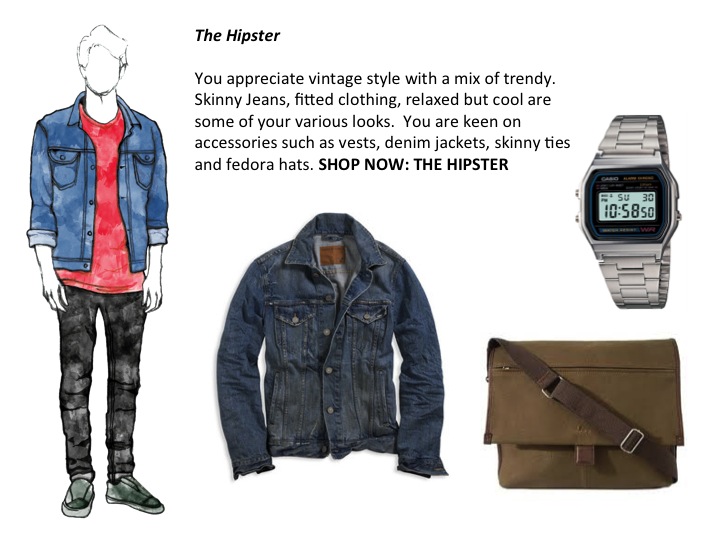 The Hipster
You appreciate vintage style with a mix of trendy.
Skinny Jeans, fitted clothing, relaxed but cool are
some of your various looks.  You are keen on
accessories such as vests, denim jackets, skinny ties
and fedora hats. SHOP NOW: THE HIPSTER
CASIO
SU 30
PM
10:58 50